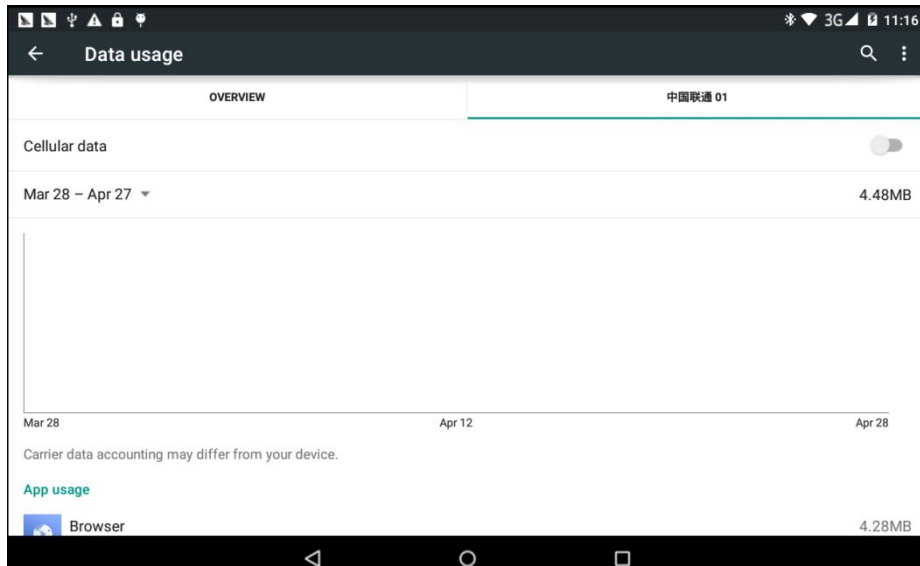 3G 11:16
Data usage
OVERVIEW 中国联通 01
Cellular data
Mar 28 – Apr 27 4.48MB
Mar 28 Apr 12 Apr 28
Carrier data accounting may differ from your device.
App usage
Browser 4.28MB